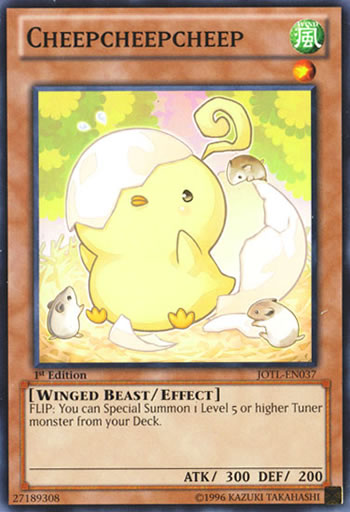 CHEEPCHEEPCHEEP
WIND
風
1st Edition
JOTL-EN037
[WINGED BEAST/EFFECT]
FLIP: You can Special Summon 1 Level 5 or higher Tuner
monster from your Deck.
ATK/ 300 DEF/ 200
27189308
©1996 KAZUKI TAKAHASHI